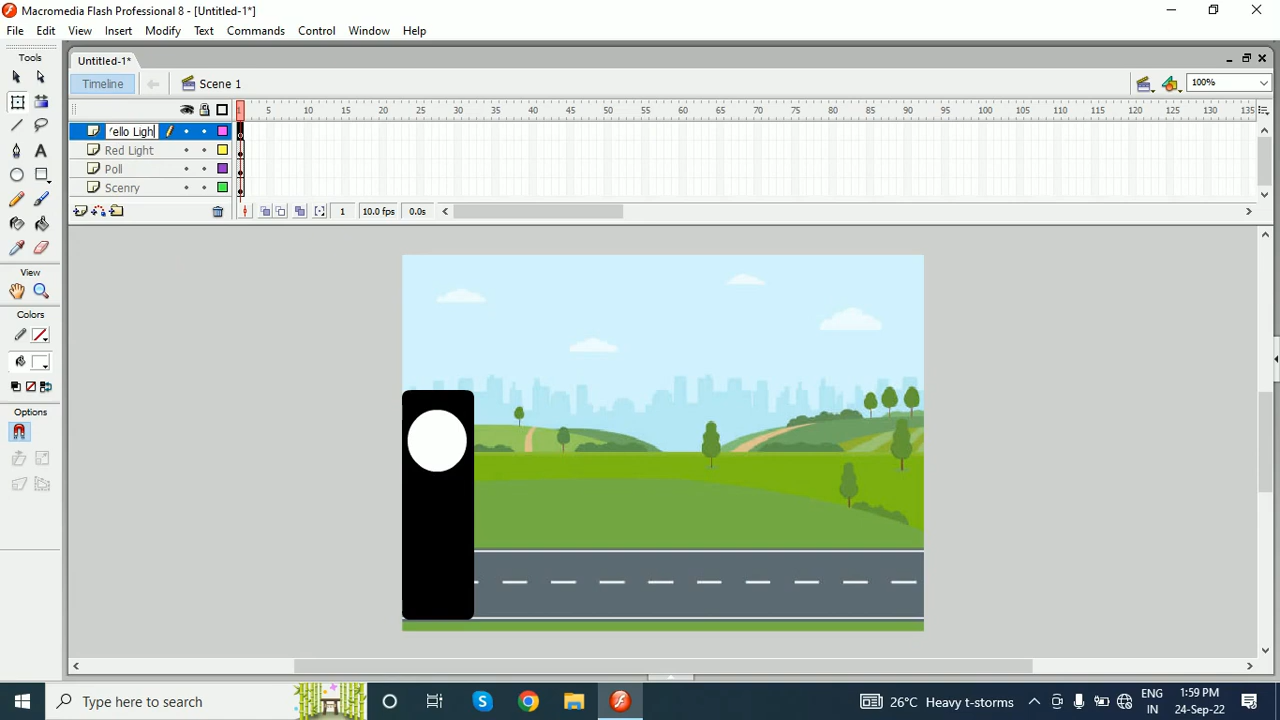 Macromedia Flash Professional 8 - [Untitled-1*]
File Edit View Insert Modify Text Commands Control Window Help
Tools
Untitled-1*
Timeline
Scene 1
100%
1 5 10 15 20 25 30 35 40 45 50 55 60 65 70 75 80 85 90 95 100 105 110 115 120 125 130 135
Yello Ligh
Red Light
Poll
Scenry
1 10.0 fps 0.0s
View
Colors
Options
Type here to search
26°C Heavy t-storms
ENG
IN
1:59 PM
24-Sep-22